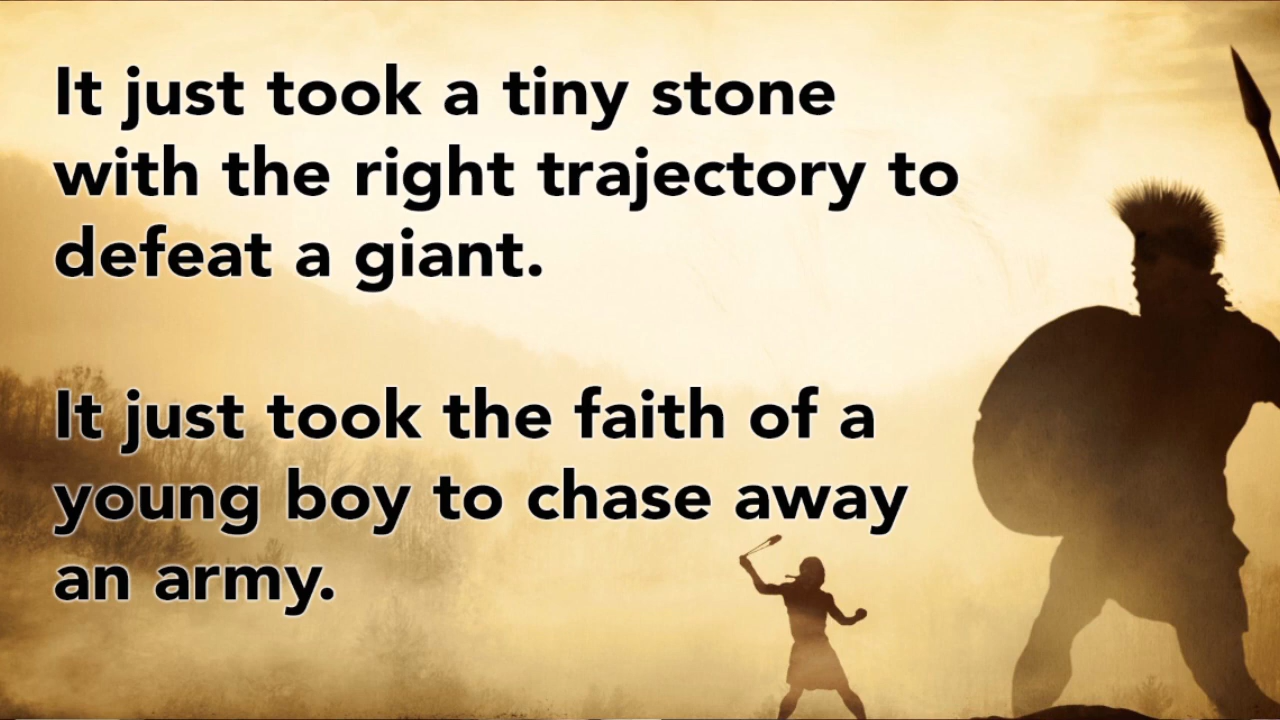 It just took a tiny stone
with the right trajectory to
defeat a giant.
It just took the faith of a
young boy to chase away
an army.